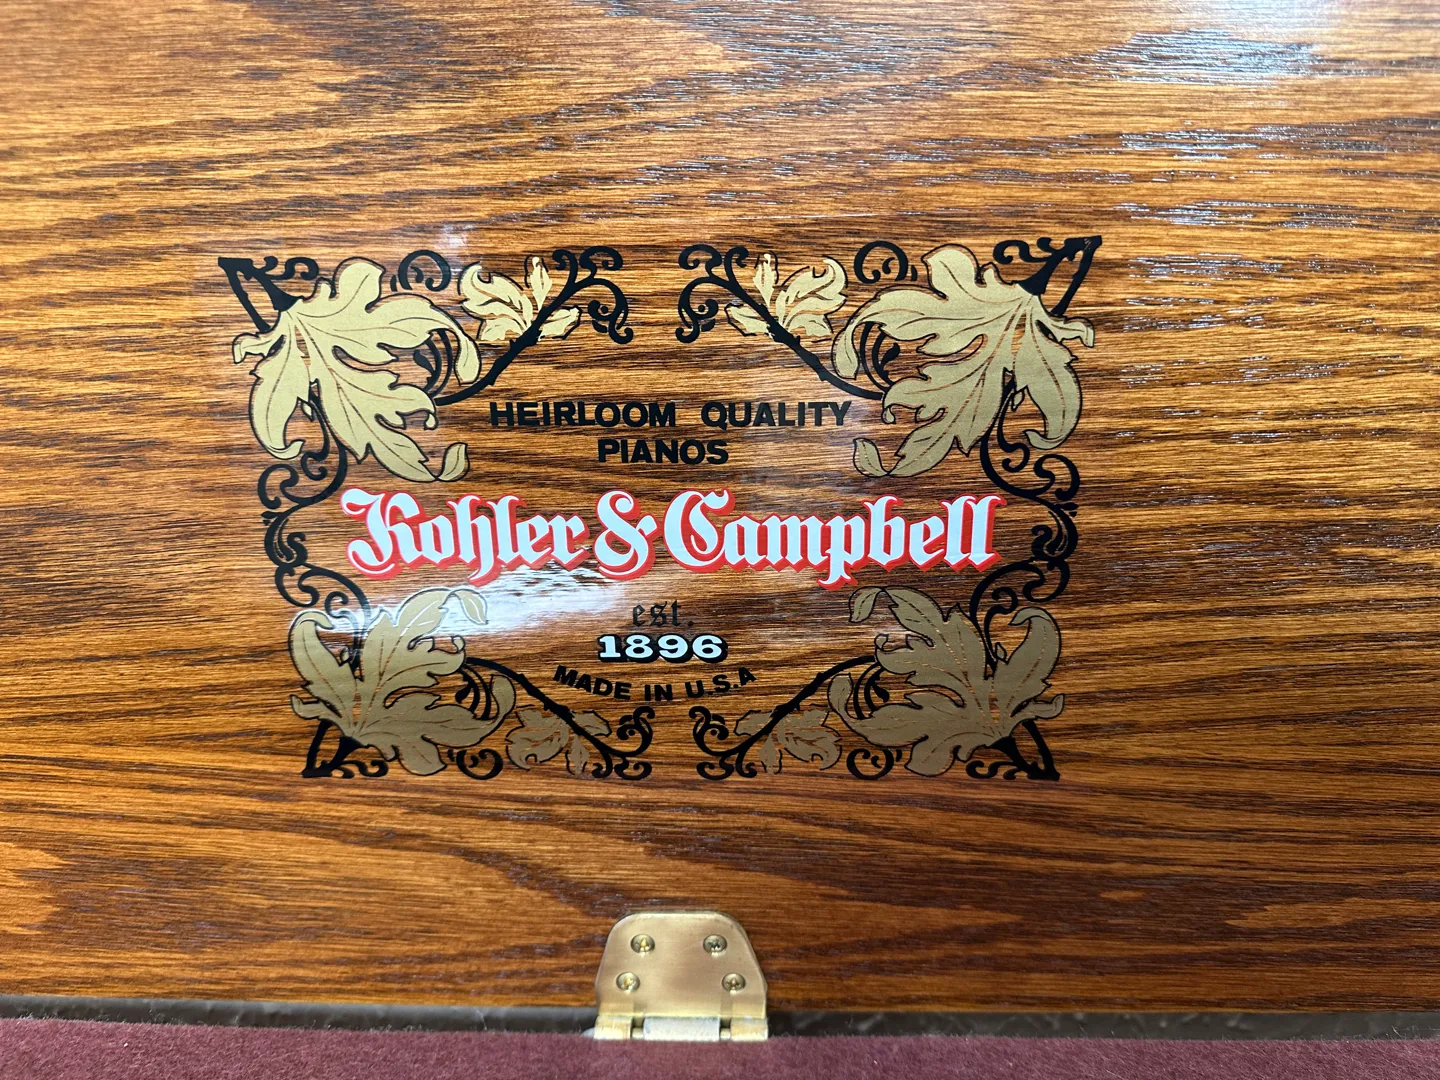 HEIRLOOM QUALITY
PIANOS
Kohler & Campbell
est.
1896
MADE IN U.S.A